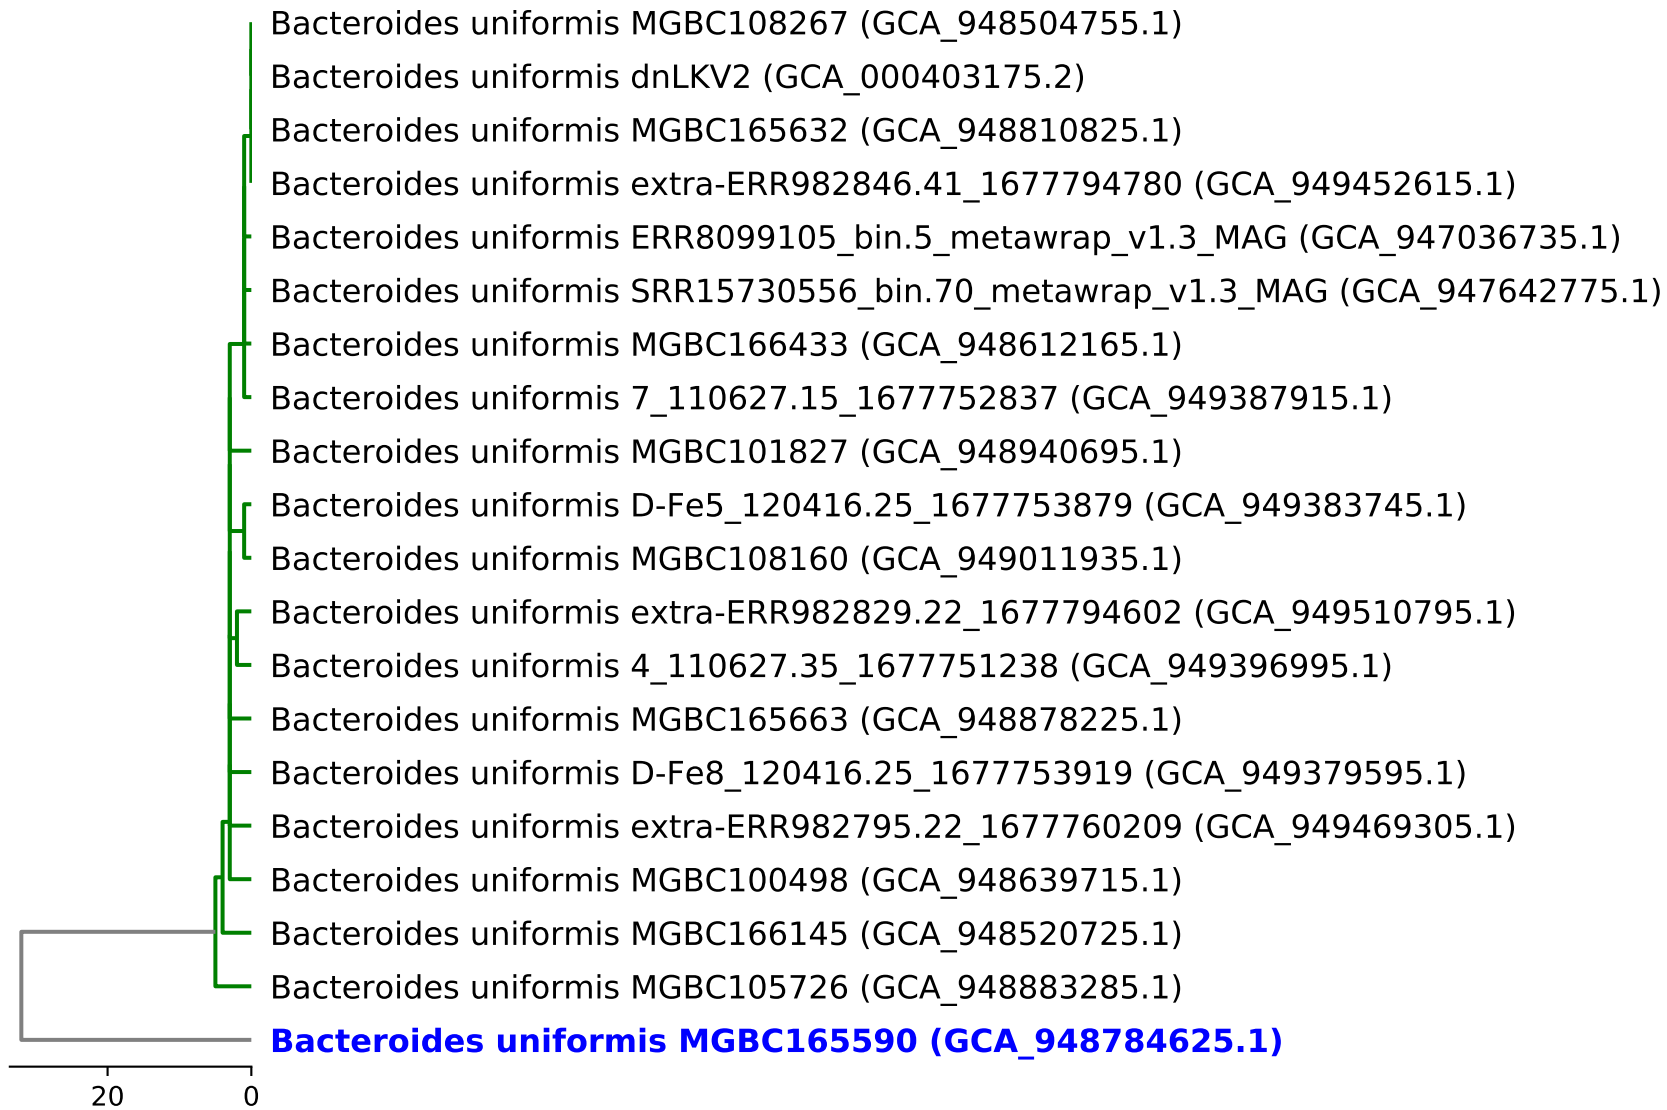 Bacteroides uniformis MGBC108267 (GCA_948504755.1)
Bacteroides uniformis dnLKV2 (GCA_000403175.2)
Bacteroides uniformis MGBC165632 (GCA_948810825.1)
Bacteroides uniformis extra-ERR982846.41_1677794780 (GCA_949452615.1)
Bacteroides uniformis ERR8099105_bin.5_metawrap_v1.3_MAG (GCA_947036735.1)
Bacteroides uniformis SRR15730556_bin.70_metawrap_v1.3_MAG (GCA_947642775.1)
Bacteroides uniformis MGBC166433 (GCA_948612165.1)
Bacteroides uniformis 7_110627.15_1677752837 (GCA_949387915.1)
Bacteroides uniformis MGBC101827 (GCA_948940695.1)
Bacteroides uniformis D-Fe5_120416.25_1677753879 (GCA_949383745.1)
Bacteroides uniformis MGBC108160 (GCA_949011935.1)
Bacteroides uniformis extra-ERR982829.22_1677794602 (GCA_949510795.1)
Bacteroides uniformis 4_110627.35_1677751238 (GCA_949396995.1)
Bacteroides uniformis MGBC165663 (GCA_948878225.1)
Bacteroides uniformis D-Fe8_120416.25_1677753919 (GCA_949379595.1)
Bacteroides uniformis extra-ERR982795.22_1677760209 (GCA_949469305.1)
Bacteroides uniformis MGBC100498 (GCA_948639715.1)
Bacteroides uniformis MGBC166145 (GCA_948520725.1)
Bacteroides uniformis MGBC105726 (GCA_948883285.1)
Bacteroides uniformis MGBC165590 (GCA_948784625.1)
20 0